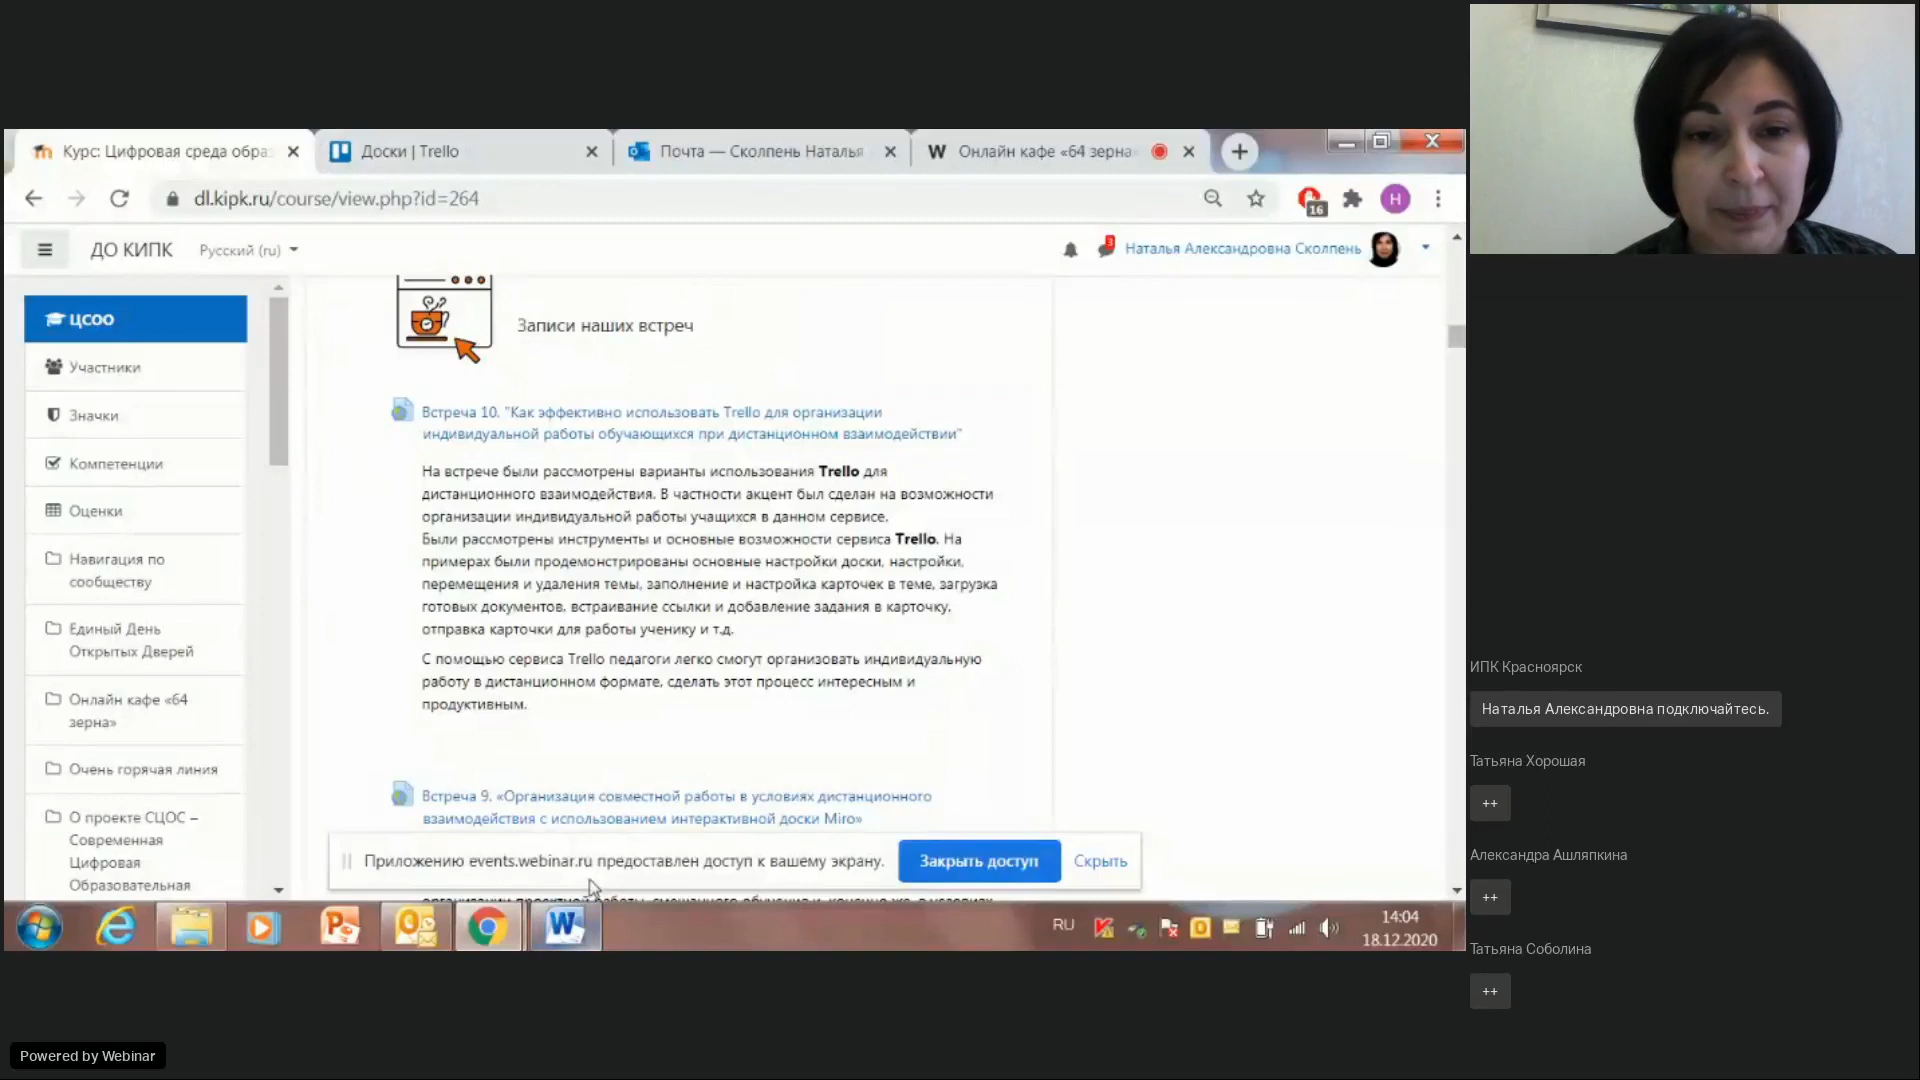 Курс: Цифровая среда обра
Доски | Trello
Почта — Сколпень Наталья
W Онлайн кафе «64 зерна»
dl.kipk.ru/course/view.php?id=264
16
H
ДО КИПК
Русский (ru)
3
Наталья Александровна Сколпень
ЦСОО
Участники
Значки
Компетенции
Оценки
Навигация по
сообществу
Единый День
Открытых Дверей
Онлайн кафе «64
зерна»
Очень горячая линия
О проекте СЦОС –
Современная
Цифровая
Образовательная
Записи наших встреч
Встреча 10. "Как эффективно использовать Trello для организации
индивидуальной работы обучающихся при дистанционном взаимодействии"
На встрече были рассмотрены варианты использования Trello для
дистанционного взаимодействия. В частности акцент был сделан на возможности
организации индивидуальной работы учащихся в данном сервисе.
Были рассмотрены инструменты и основные возможности сервиса Trello. На
примерах были продемонстрированы основные настройки доски, настройки,
перемещения и удаления темы, заполнение и настройка карточек в теме, загрузка
готовых документов, встраивание ссылки и добавление задания в карточку,
отправка карточки для работы ученику и т.д.
С помощью сервиса Trello педагоги легко смогут организовать индивидуальную
работу в дистанционном формате, сделать этот процесс интересным и
продуктивным.
Встреча 9. «Организация совместной работы в условиях дистанционного
взаимодействия с использованием интерактивной доски Miro»
Приложению events.webinar.ru предоставлен доступ к вашему экрану.
Закрыть доступ
Скрыть
RU
14:04
18.12.2020
ИПК Красноярск
Наталья Александровна подключайтесь.
Татьяна Хорошая
++
Александра Ашляпкина
++
Татьяна Соболина
++
Powered by Webinar